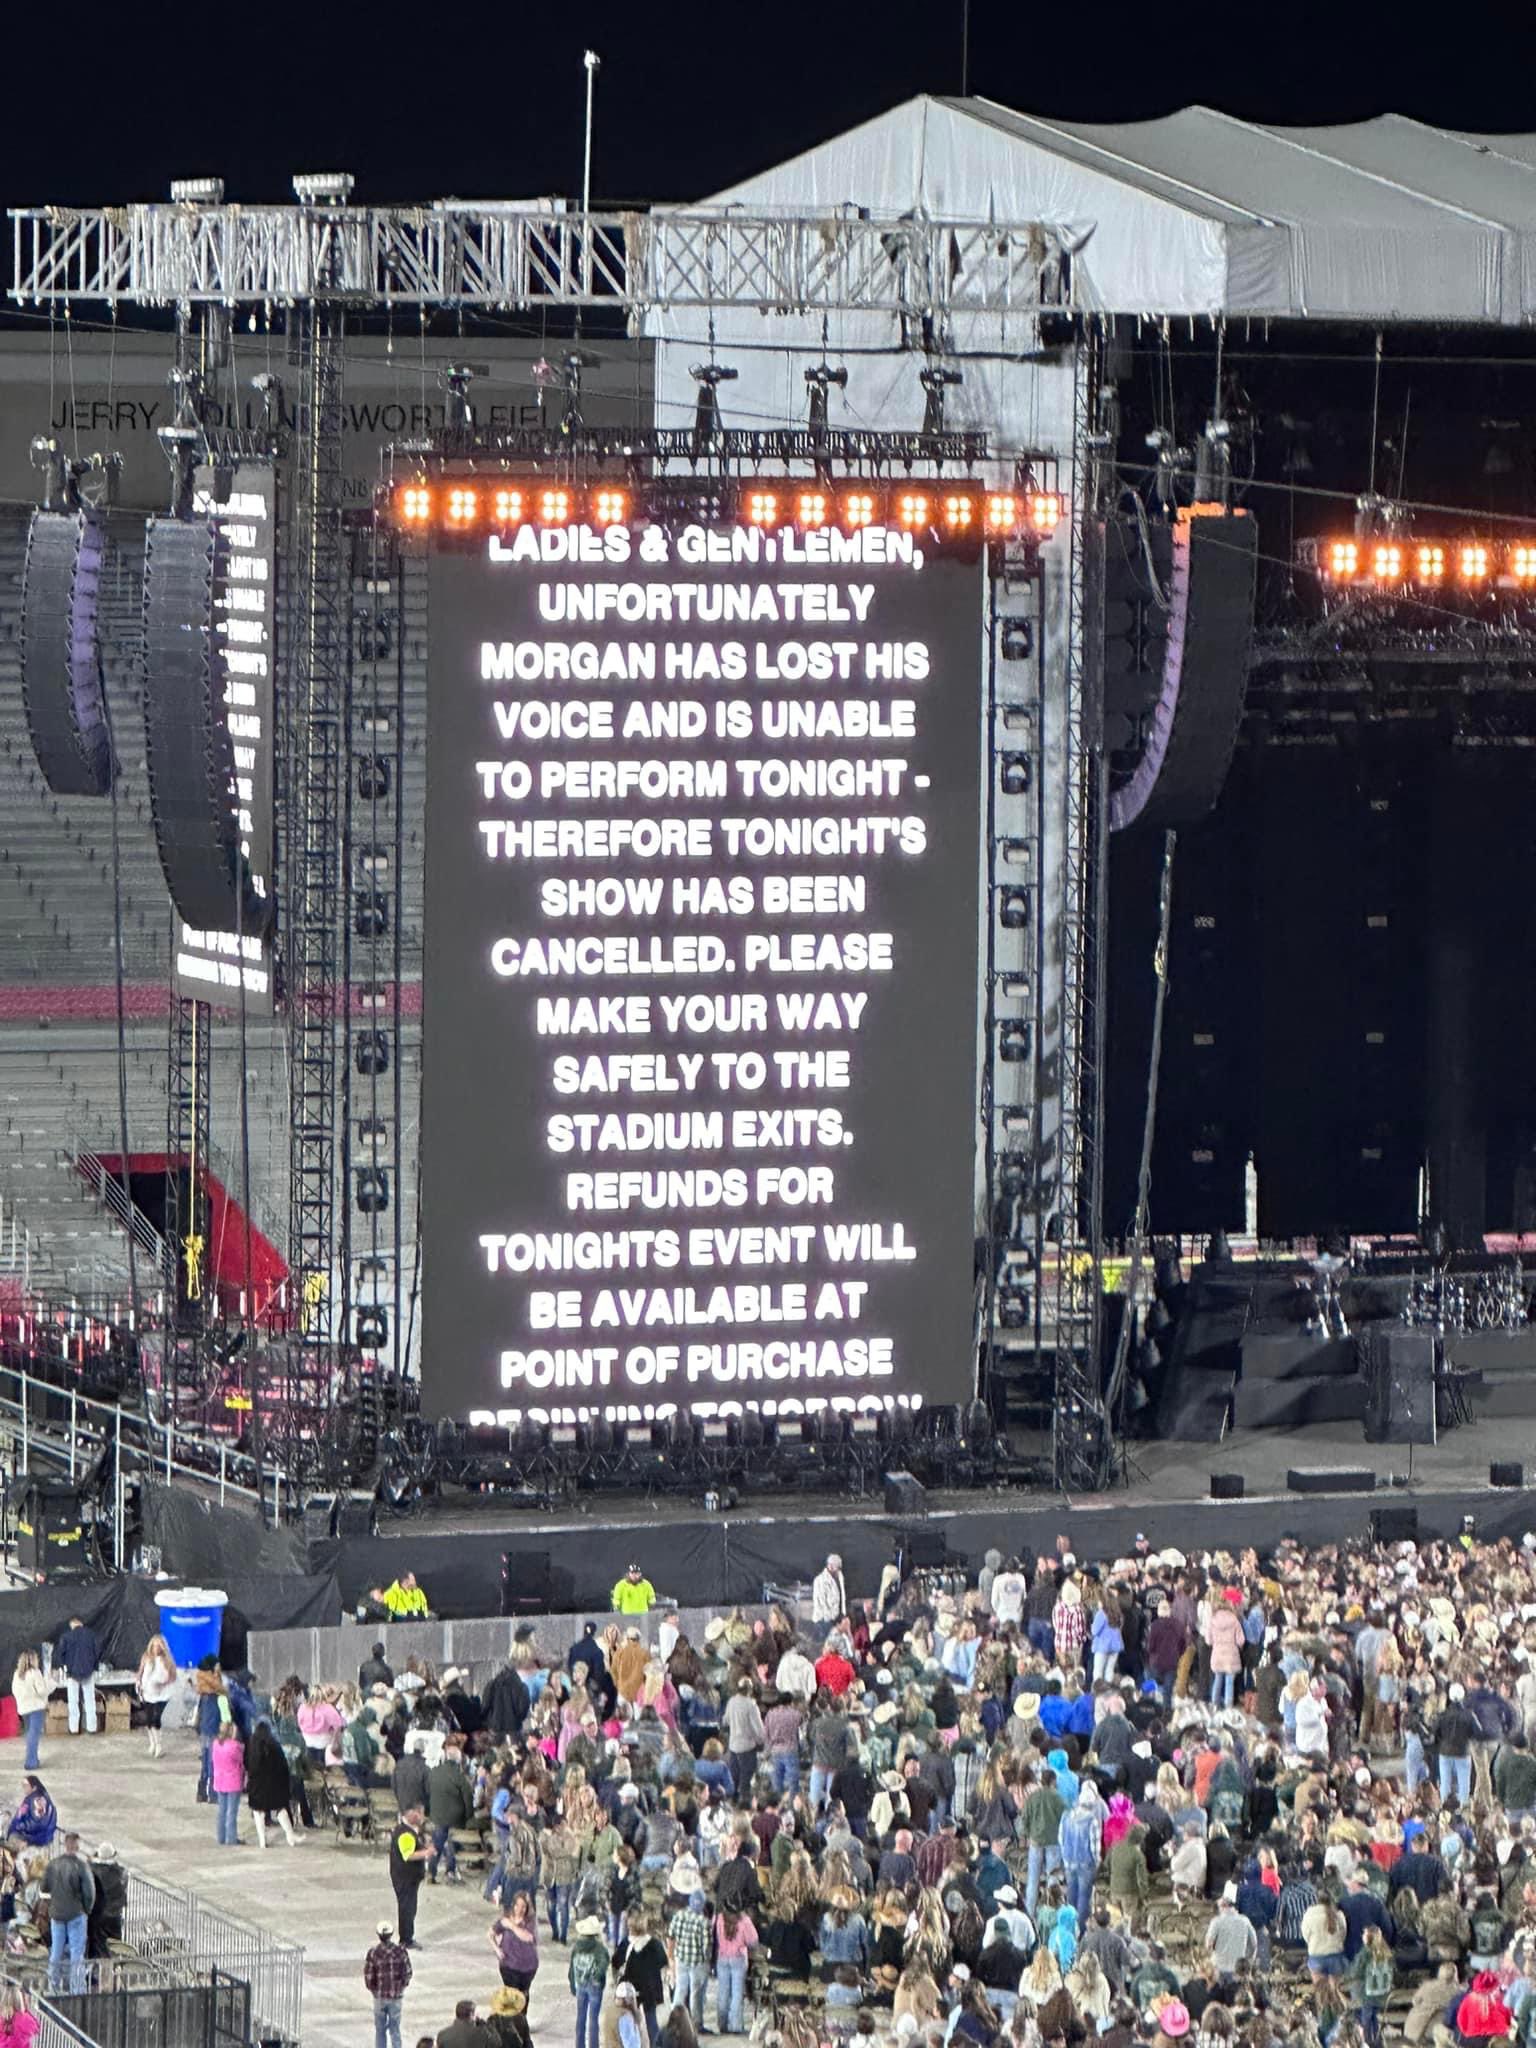 JERRY
LADIES & GENTLEMEN,
UNFORTUNATELY
MORGAN HAS LOST HIS
VOICE AND IS UNABLE
TO PERFORM TONIGHT -
THEREFORE TONIGHT'S
SHOW HAS BEEN
CANCELLED. PLEASE
MAKE YOUR WAY
SAFELY TO THE
STADIUM EXITS.
REFUNDS FOR
TONIGHTS EVENT WILL
BE AVAILABLE AT
POINT OF PURCHASE
BEGINNING TOMORROW